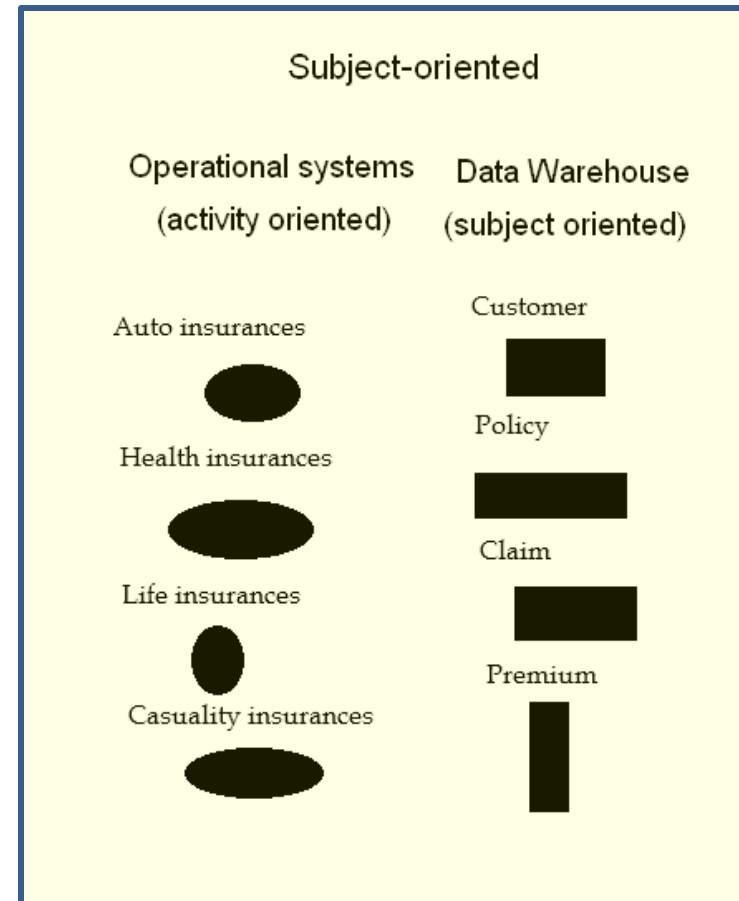 Subject-oriented
Operational systems
(activity oriented)
Auto insurances
Health insurances
Life insurances
Casuality insurances
Data Warehouse
(subject oriented)
Customer
Policy
Claim
Premium